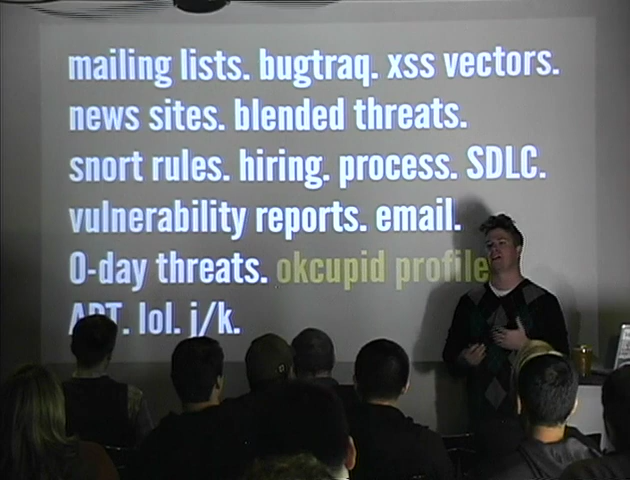 mailing lists. bugtraq. xss vectors.
news sites. blended threats.
snort rules. hiring. process. SDLC.
vulnerability reports. email.
0-day threats. okcupid profile
APT. lol. j/k.